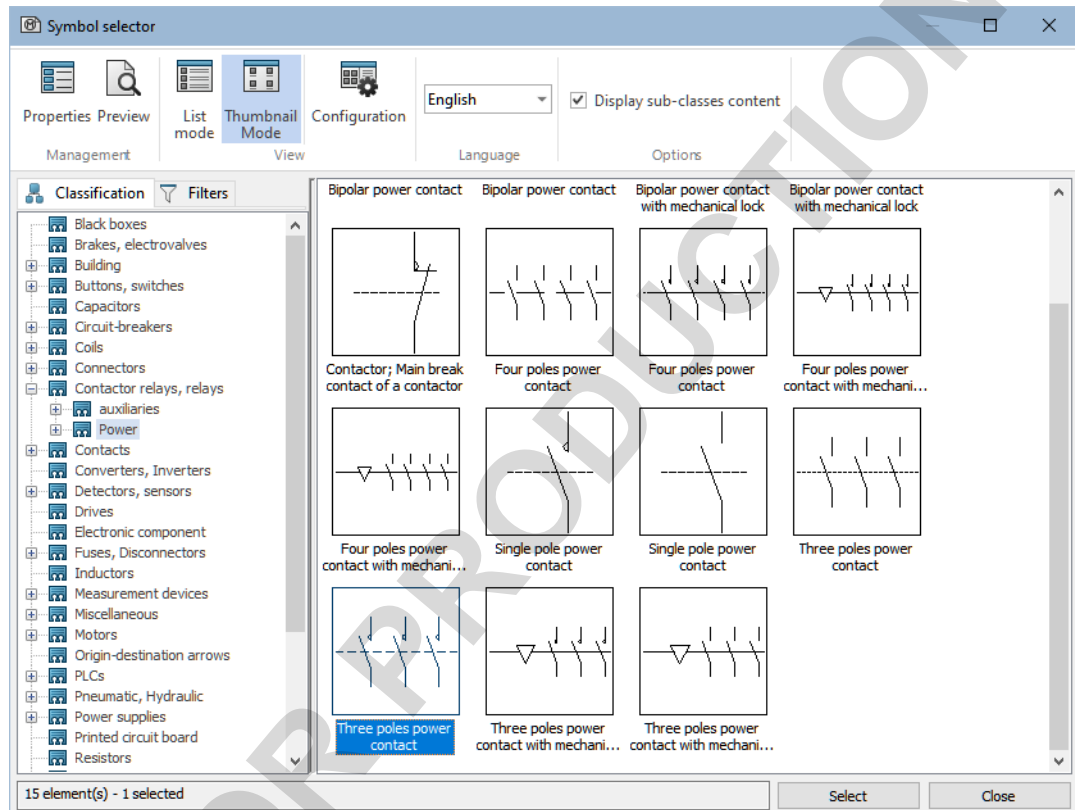 Symbol selector
Properties Preview
List mode
Thumbnail Mode
Configuration
English
Display sub-classes content
Management
View
Language
Options
Classification
Filters
Black boxes
Brakes, electrovalves
Building
Buttons, switches
Capacitors
Circuit-breakers
Coils
Connectors
Contactor relays, relays
auxiliaries
Power
Contacts
Converters, Inverters
Detectors, sensors
Drives
Electronic component
Fuses, Disconnectors
Inductors
Measurement devices
Miscellaneous
Motors
Origin-destination arrows
PLCs
Pneumatic, Hydraulic
Power supplies
Printed circuit board
Resistors
Bipolar power contact
Bipolar power contact
Bipolar power contact
with mechanical lock
Bipolar power contact
with mechanical lock
Contactor; Main break
contact of a contactor
Four poles power
contact
Four poles power
contact
Four poles power
contact with mechani...
Four poles power
contact with mechani...
Single pole power
contact
Single pole power
contact
Three poles power
contact
Three poles power
contact
Three poles power
contact with mechani...
Three poles power
contact with mechani...
15 element(s) - 1 selected
Select
Close
OR PRODUCTION